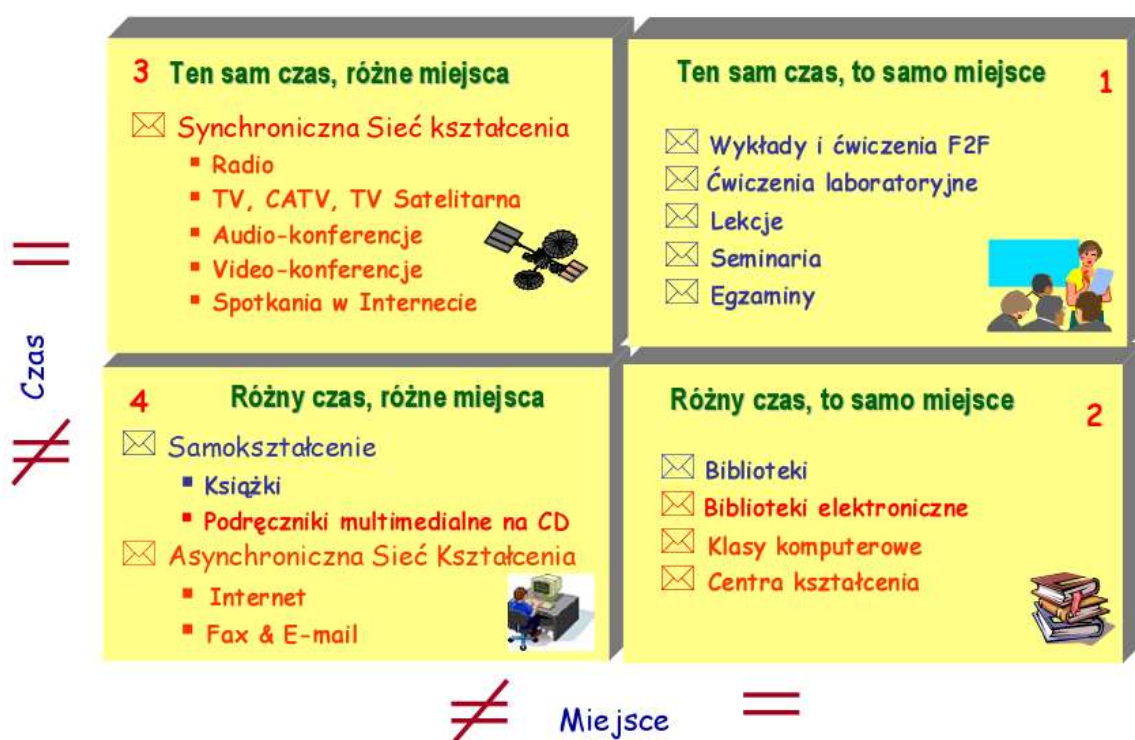 3 Ten sam czas, różne miejsca
Synchroniczna Sieć kształcenia
Radio
TV, CATV, TV Satelitarna
Audio-konferencje
Video-konferencje
Spotkania w Internecie
Ten sam czas, to samo miejsce 1
Wykłady i ćwiczenia F2F
Ćwiczenia laboratoryjne
Lekcje
Seminaria
Egzaminy
= Czas ≠
4 Różny czas, różne miejsca
Samokształcenie
Książki
Podręczniki multimedialne na CD
Asynchroniczna Sieć Kształcenia
Internet
Fax & E-mail
Różny czas, to samo miejsce 2
Biblioteki
Biblioteki elektroniczne
Klasy komputerowe
Centra kształcenia
≠ Miejsce =